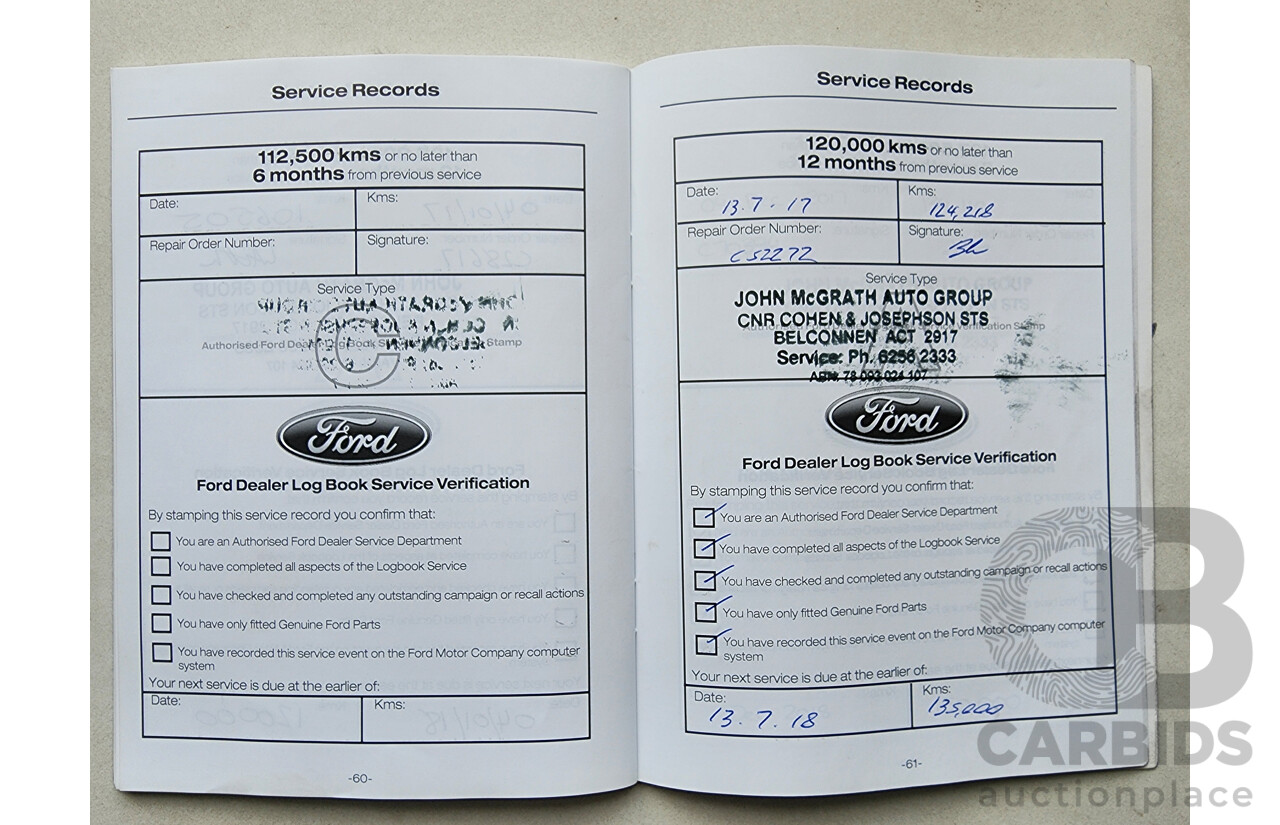 Service Records
112,500 kms or no later than
6 months from previous service
Date:
Kms:
Repair Order Number:
Signature:
Service Type
Authorised Ford Dealer Log Book Service Verification Stamp
C
Ford
Ford Dealer Log Book Service Verification
By stamping this service record you confirm that:
You are an Authorised Ford Dealer Service Department
You have completed all aspects of the Logbook Service
You have checked and completed any outstanding campaign or recall actions
You have only fitted Genuine Ford Parts
You have recorded this service event on the Ford Motor Company computer
system
Your next service is due at the earlier of:
Date:
Kms:
-60-
Service Records
120,000 kms or no later than
12 months from previous service
Date: 13.7.17
Kms: 124,218
Repair Order Number: C52272
Signature:
Service Type
JOHN McGRATH AUTO GROUP
CNR COHEN & JOSEPHSON STS
BELCONNEN ACT 2917
Service: Ph. 6256 2333
ABN: 78 093 024 107
Ford
Ford Dealer Log Book Service Verification
By stamping this service record you confirm that:
You are an Authorised Ford Dealer Service Department
You have completed all aspects of the Logbook Service
You have checked and completed any outstanding campaign or recall actions
You have only fitted Genuine Ford Parts
You have recorded this service event on the Ford Motor Company computer
system
Your next service is due at the earlier of:
Date: 13.7.18
Kms: 135,000
-61-
CARBIDS
auctionplace